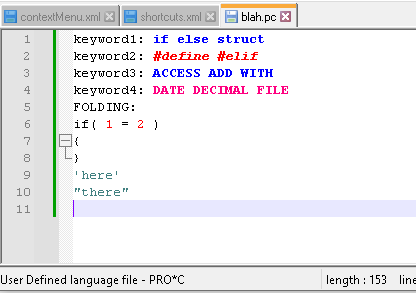 contextMenu.xml shortcuts.xml blah.pc
1 keyword1: if else struct
2 keyword2: #define #elif
3 keyword3: ACCESS ADD WITH
4 keyword4: DATE DECIMAL FILE
5 FOLDING:
6 if( 1 = 2 )
7 {
8 }
9 'here'
10 "there"
11
User Defined language file - PRO*C length : 153 line